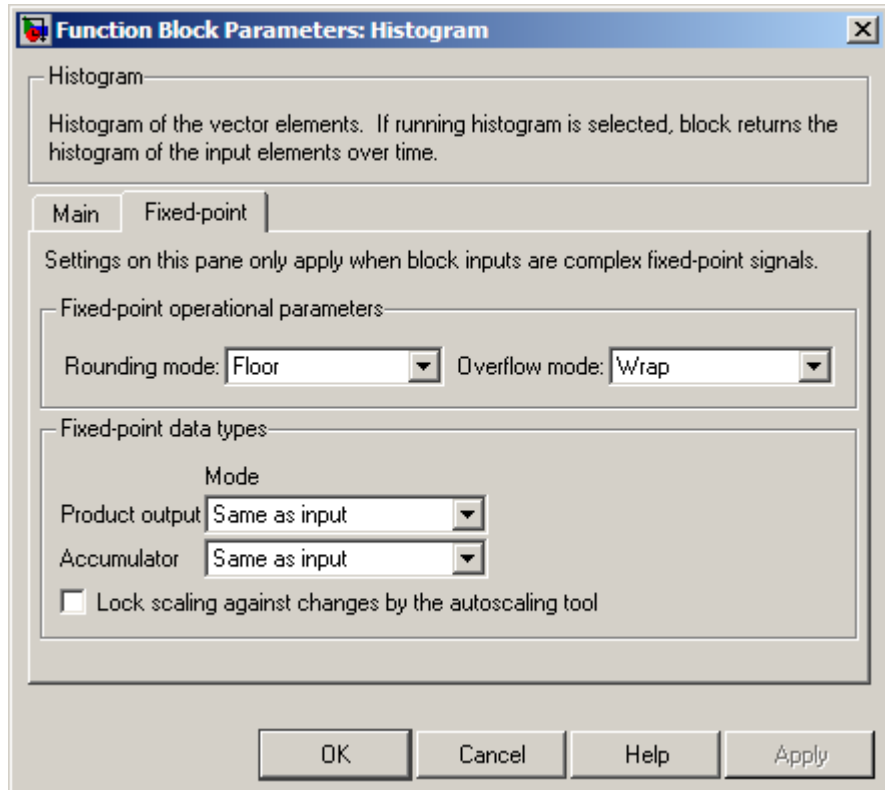 Function Block Parameters: Histogram
Histogram
Histogram of the vector elements.  If running histogram is selected, block returns the
histogram of the input elements over time.
Main Fixed-point
Settings on this pane only apply when block inputs are complex fixed-point signals.
Fixed-point operational parameters
Rounding mode: Floor Overflow mode: Wrap
Fixed-point data types
Mode
Product output Same as input
Accumulator Same as input
Lock scaling against changes by the autoscaling tool
OK Cancel Help Apply